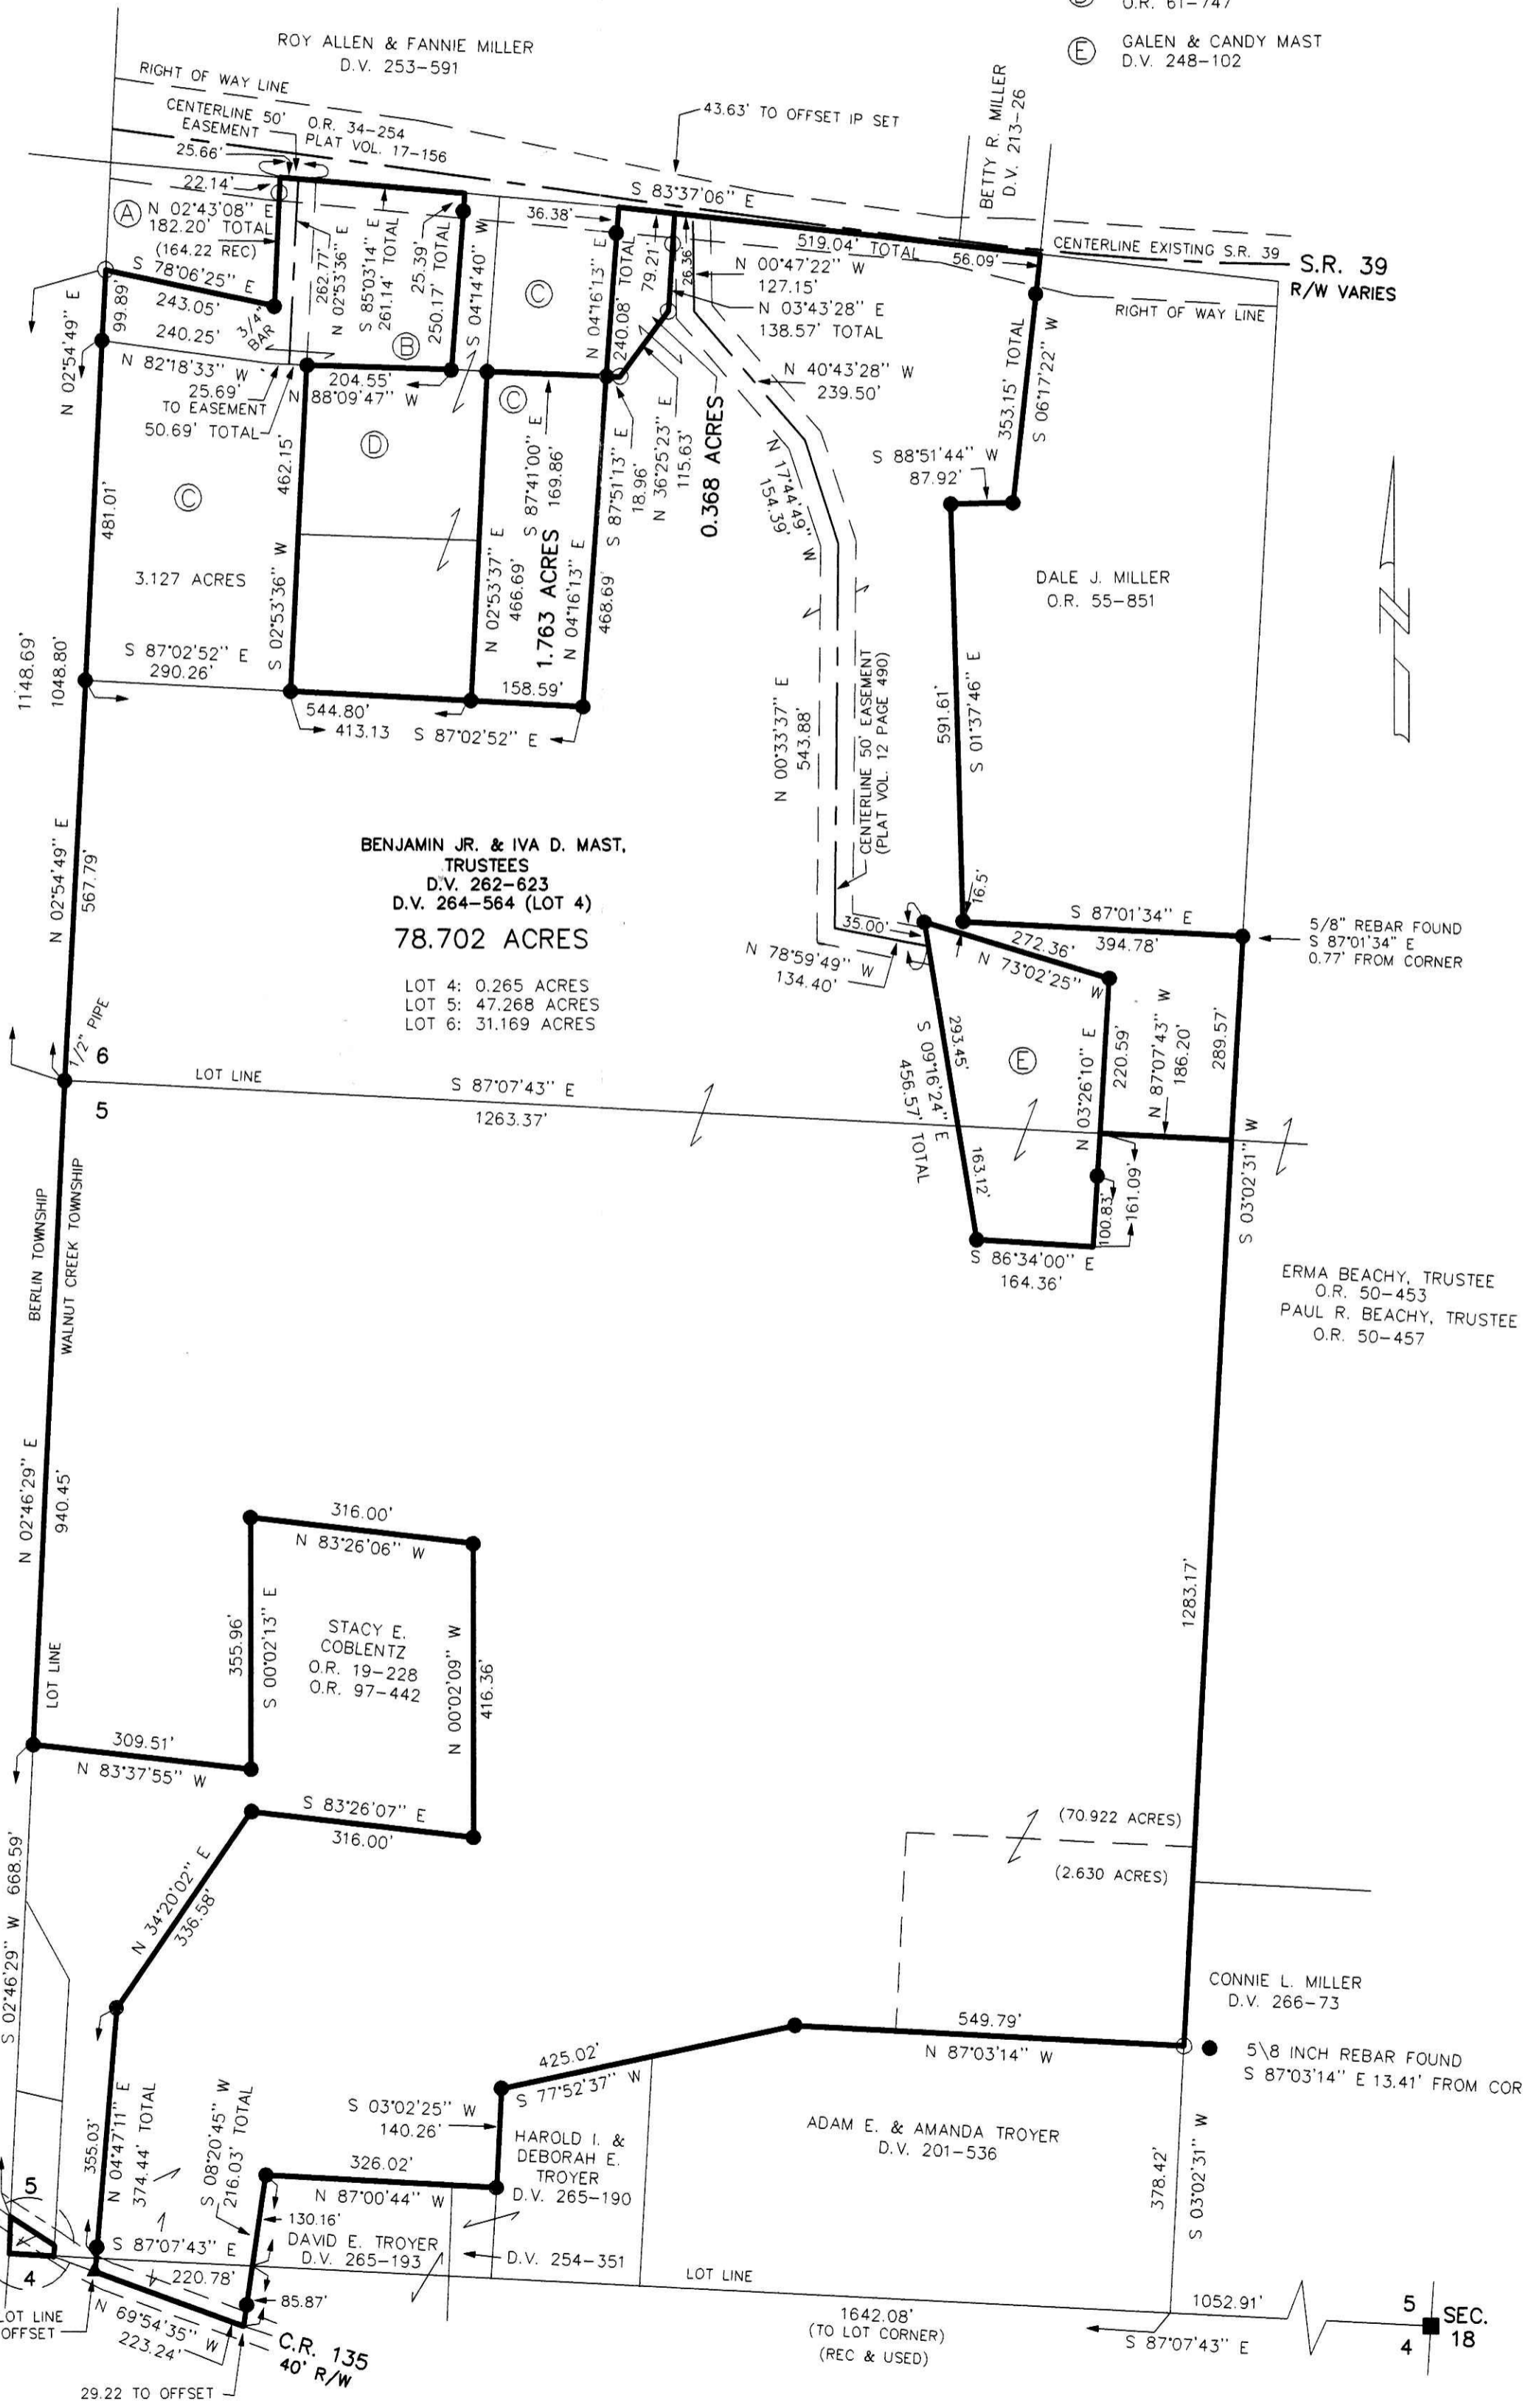 O.R. 61-747
Ⓔ GALEN & CANDY MAST
D.V. 248-102
ROY ALLEN & FANNIE MILLER
D.V. 253-591
RIGHT OF WAY LINE
CENTERLINE 50'
EASEMENT
O.R. 34-254
PLAT VOL. 17-156
43.63' TO OFFSET IP SET
BETTY R. MILLER
D.V. 213-26
25.66'
22.14'
Ⓐ N 02°43'08" E
182.20' TOTAL
(164.22 REC)
S 78°06'25" E
243.05'
240.25'
3/4"
BAR
N 82°18'33" W
25.69'
TO EASEMENT
50.69' TOTAL
99.89'
N 02°54'49" E
262.77'
N 02°53'36" E
S 85°03'14" E
261.14' TOTAL
25.39'
250.17' TOTAL
Ⓑ
S 04°14'40" W
204.55'
N 88°09'47" W
36.38'
Ⓒ
N 04°16'13" E
240.08' TOTAL
S 83°37'06" E
519.04' TOTAL
79.21'
26.36'
N 00°47'22" W
127.15'
N 03°43'28" E
138.57' TOTAL
56.09'
CENTERLINE EXISTING S.R. 39
S.R. 39
R/W VARIES
RIGHT OF WAY LINE
353.15' TOTAL
S 06°17'22" W
N 40°43'28" W
239.50'
S 88°51'44" W
87.92'
Ⓒ
Ⓓ
Ⓒ
481.01'
462.15'
S 02°53'36" W
3.127 ACRES
S 87°02'52" E
290.26'
S 87°41'00" E
169.86'
1.763 ACRES
N 02°53'37" E
466.69'
N 04°16'13" E
468.69'
S 87°51'13" E
18.96'
N 36°25'23" E
115.63'
0.368 ACRES
N 17°44'49" W
154.39'
DALE J. MILLER
O.R. 55-851
158.59'
544.80'
413.13
S 87°02'52" E
1148.69'
1048.80'
N 00°33'37" E
543.88'
CENTERLINE 50' EASEMENT
(PLAT VOL. 12 PAGE 490)
591.61'
S 01°37'46" E
N 02°54'49" E
567.79'
BENJAMIN JR. & IVA D. MAST,
TRUSTEES
D.V. 262-623
D.V. 264-564 (LOT 4)
78.702 ACRES
LOT 4: 0.265 ACRES
LOT 5: 47.268 ACRES
LOT 6: 31.169 ACRES
16.5'
35.00'
N 78°59'49" W
134.40'
S 87°01'34" E
394.78'
272.36'
N 73°02'25" W
5/8" REBAR FOUND
S 87°01'34" E
0.77' FROM CORNER
1/2" PIPE
6
5
LOT LINE
S 87°07'43" E
1263.37'
293.45'
S 09°16'24" E
456.57' TOTAL
163.12'
Ⓔ
N 03°26'10" E
220.59'
N 87°07'43" W
186.20'
289.57'
S 03°02'31" W
100.83'
161.09'
S 86°34'00" E
164.36'
BERLIN TOWNSHIP
WALNUT CREEK TOWNSHIP
ERMA BEACHY, TRUSTEE
O.R. 50-453
PAUL R. BEACHY, TRUSTEE
O.R. 50-457
N 02°46'29" E
940.45'
LOT LINE
316.00'
N 83°26'06" W
355.96'
S 00°02'13" E
STACY E.
COBLENTZ
O.R. 19-228
O.R. 97-442
N 00°02'09" W
416.36'
1283.17'
309.51'
N 83°37'55" W
S 83°26'07" E
316.00'
S 02°46'29" W 668.59'
N 34°20'02" E
336.58'
(70.922 ACRES)
(2.630 ACRES)
CONNIE L. MILLER
D.V. 266-73
549.79'
N 87°03'14" W
5\8 INCH REBAR FOUND
S 87°03'14" E 13.41' FROM COR
425.02'
S 77°52'37" W
S 03°02'25" W
140.26'
355.03'
N 04°47'11" E
374.44' TOTAL
S 08°20'45" W
216.03' TOTAL
326.02'
N 87°00'44" W
HAROLD I. &
DEBORAH E.
TROYER
D.V. 265-190
ADAM E. & AMANDA TROYER
D.V. 201-536
378.42'
S 03°02'31" W
130.16'
DAVID E. TROYER
D.V. 265-193
D.V. 254-351
5
4
S 87°07'43" E
220.78'
85.87'
LOT LINE
1642.08'
(TO LOT CORNER)
(REC & USED)
1052.91'
S 87°07'43" E
5
4
SEC.
18
LOT LINE
OFFSET
N 69°54'35" W
223.24'
C.R. 135
40' R/W
29.22 TO OFFSET